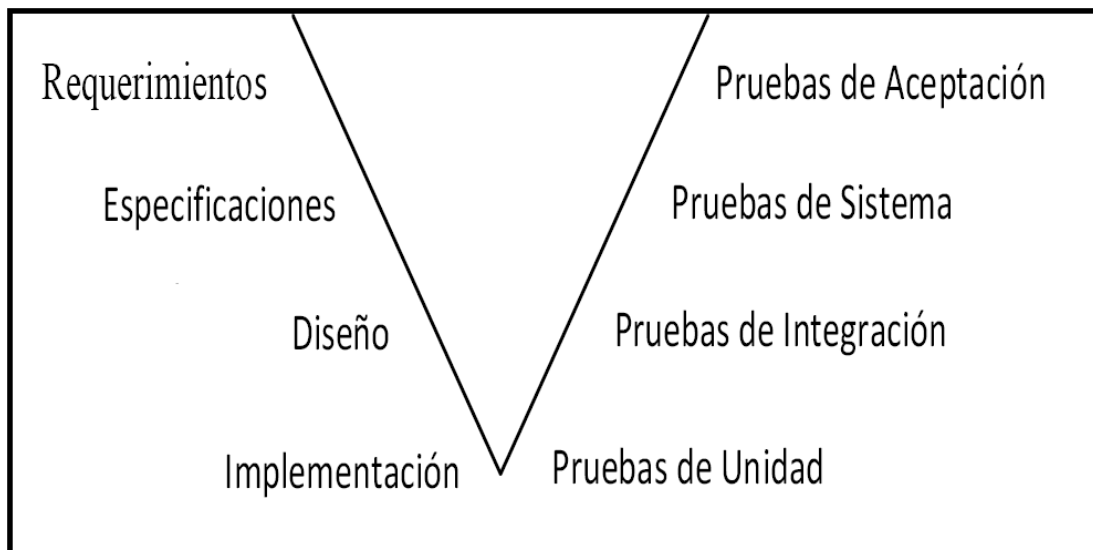 Requerimientos
Pruebas de Aceptación
Especificaciones
Pruebas de Sistema
Diseño
Pruebas de Integración
Implementación
Pruebas de Unidad